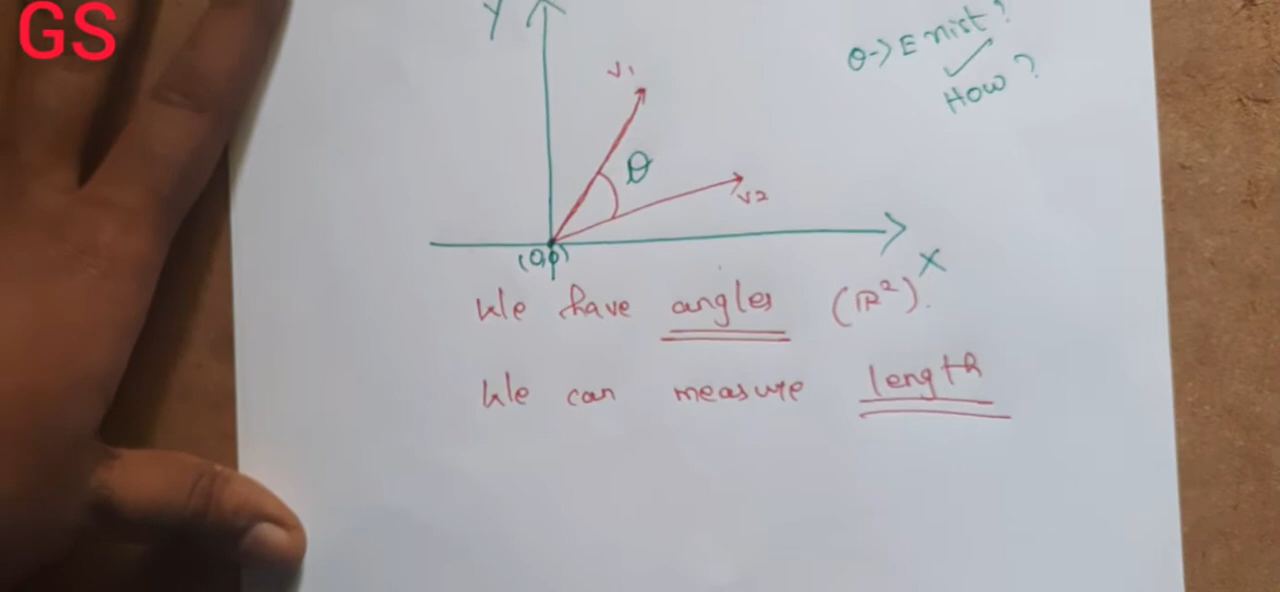 GS
Y
θ->Exist?
How?
V1
θ
V2
(0,0)
X
We have angles (ℝ²).
We can measure length